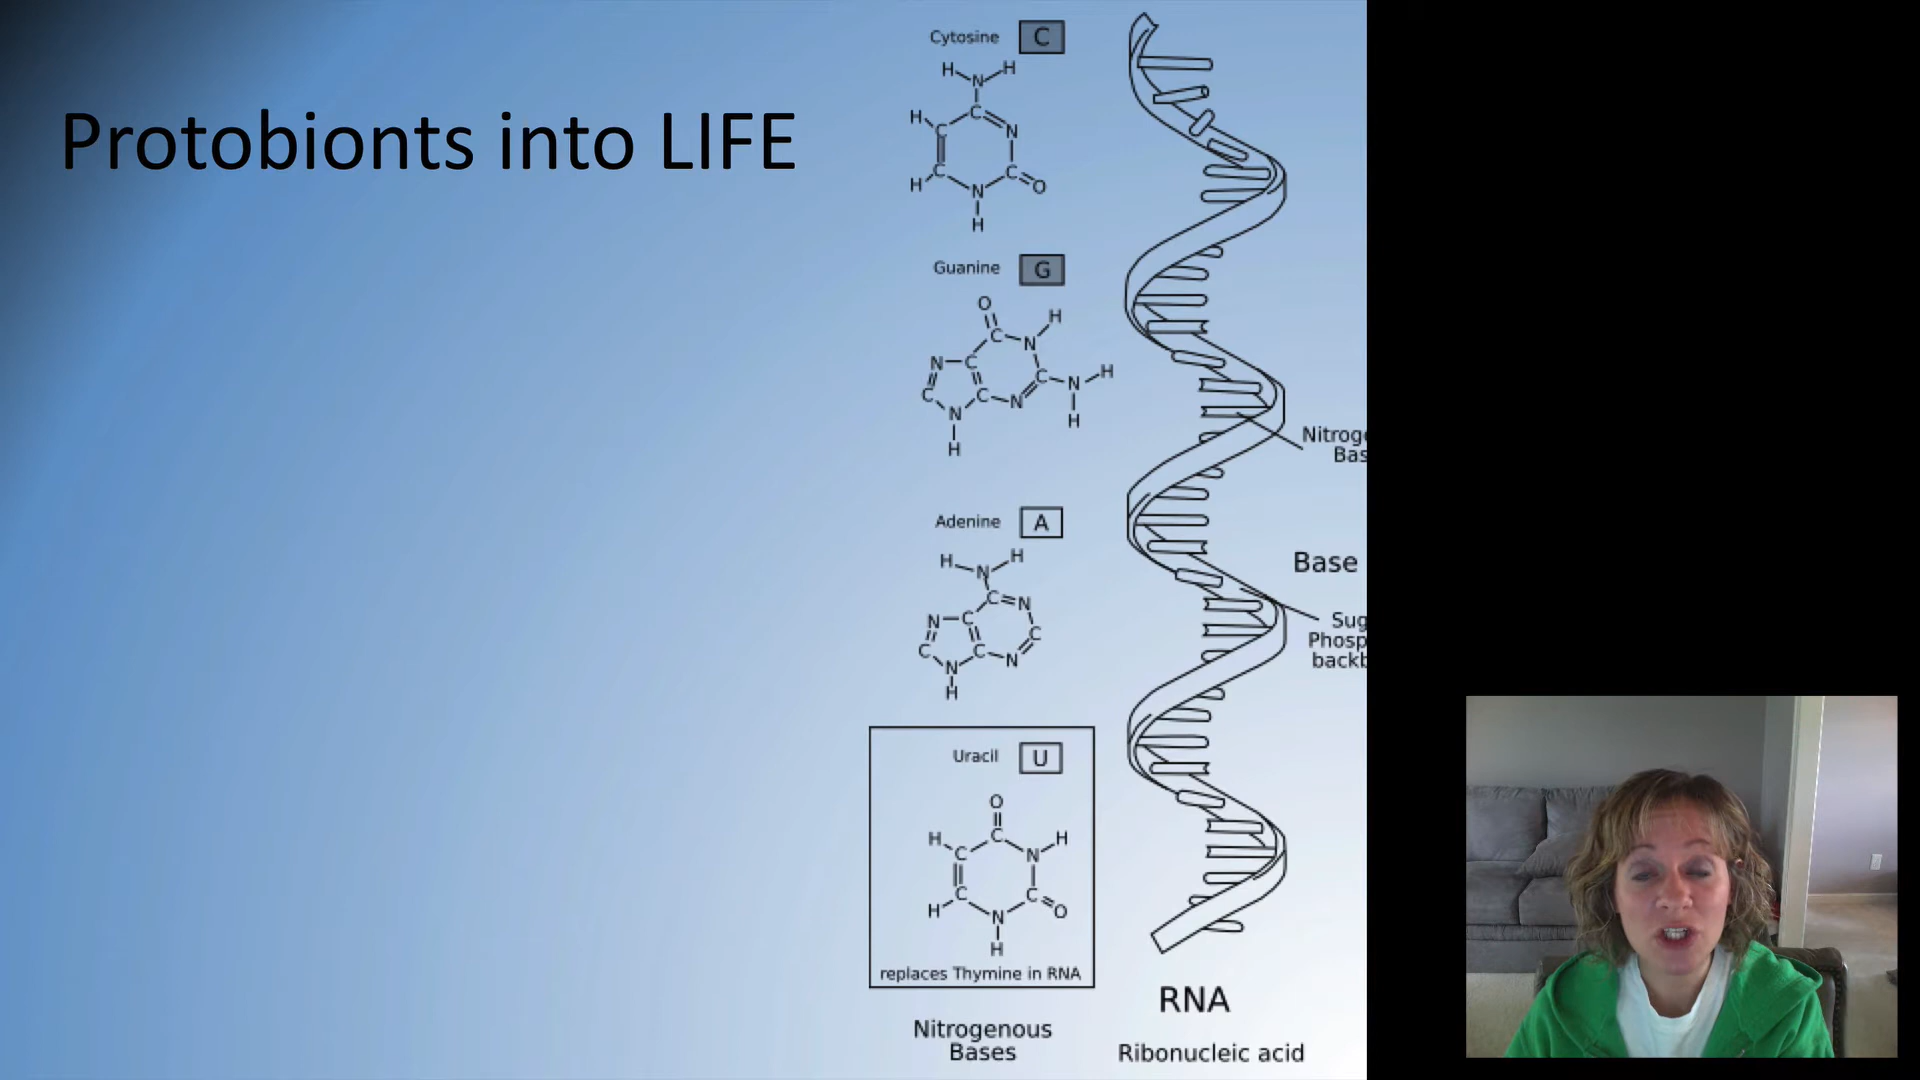 Protobionts into LIFE
Cytosine C
H H
N
H C
C N
C C
H N O
H
Guanine G
O
H
C N
N C
C H
C C N N
N H
H
Adenine A
H H
N
C N
N C
C
C C N
N
H
Uracil U
O
H C H
C N
C C
H N O
H
replaces Thymine in RNA
Nitrogenous
Bases
Nitrog
Bas
Base
Sug
Phosp
backb
RNA
Ribonucleic acid